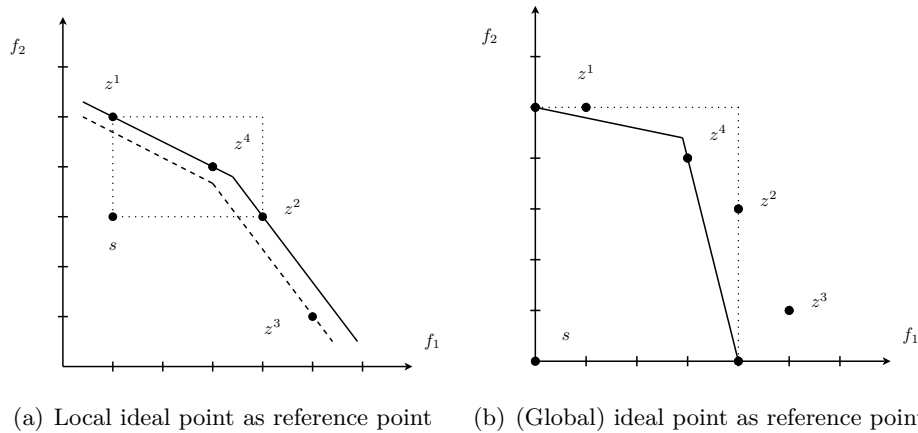 f₂
z¹
z⁴
z²
s
z³
f₁
(a) Local ideal point as reference point
f₂
z¹
z⁴
z²
z³
s
f₁
(b) (Global) ideal point as reference poin